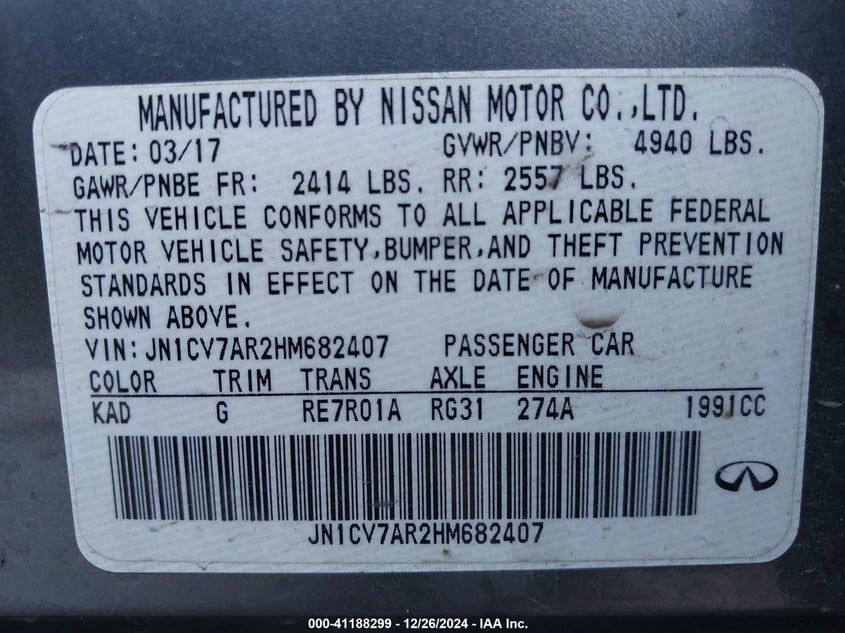 MANUFACTURED BY NISSAN MOTOR CO.,LTD.
DATE: 03/17 GVWR/PNBV: 4940 LBS.
GAWR/PNBE FR: 2414 LBS. RR: 2557 LBS.
THIS VEHICLE CONFORMS TO ALL APPLICABLE FEDERAL
MOTOR VEHICLE SAFETY,BUMPER,AND THEFT PREVENTION
STANDARDS IN EFFECT ON THE DATE OF MANUFACTURE
SHOWN ABOVE.
VIN: JN1CV7AR2HM682407 PASSENGER CAR
COLOR TRIM TRANS AXLE ENGINE
KAD G RE7R01A RG31 274A 1991CC
JN1CV7AR2HM682407
000-41188299 - 12/26/2024 - IAA Inc.